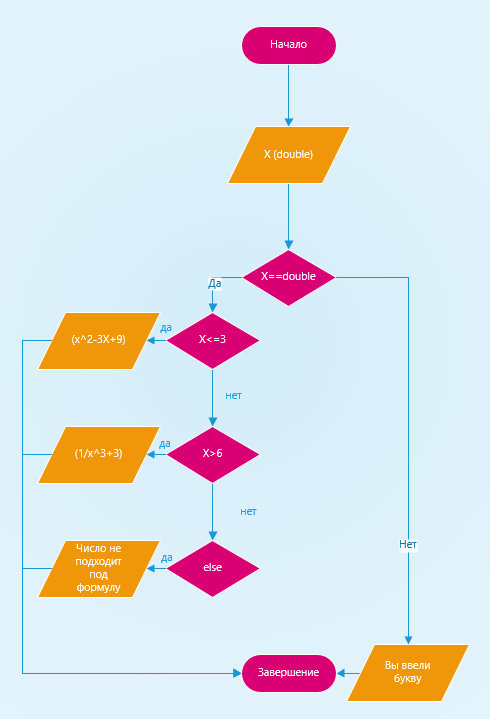 Начало
X (double)
X==double
Да
X<=3
да
(x^2-3X+9)
нет
X>6
да
(1/x^3+3)
нет
else
да
Число не
подходит
под
формулу
Нет
Вы ввели
букву
Завершение